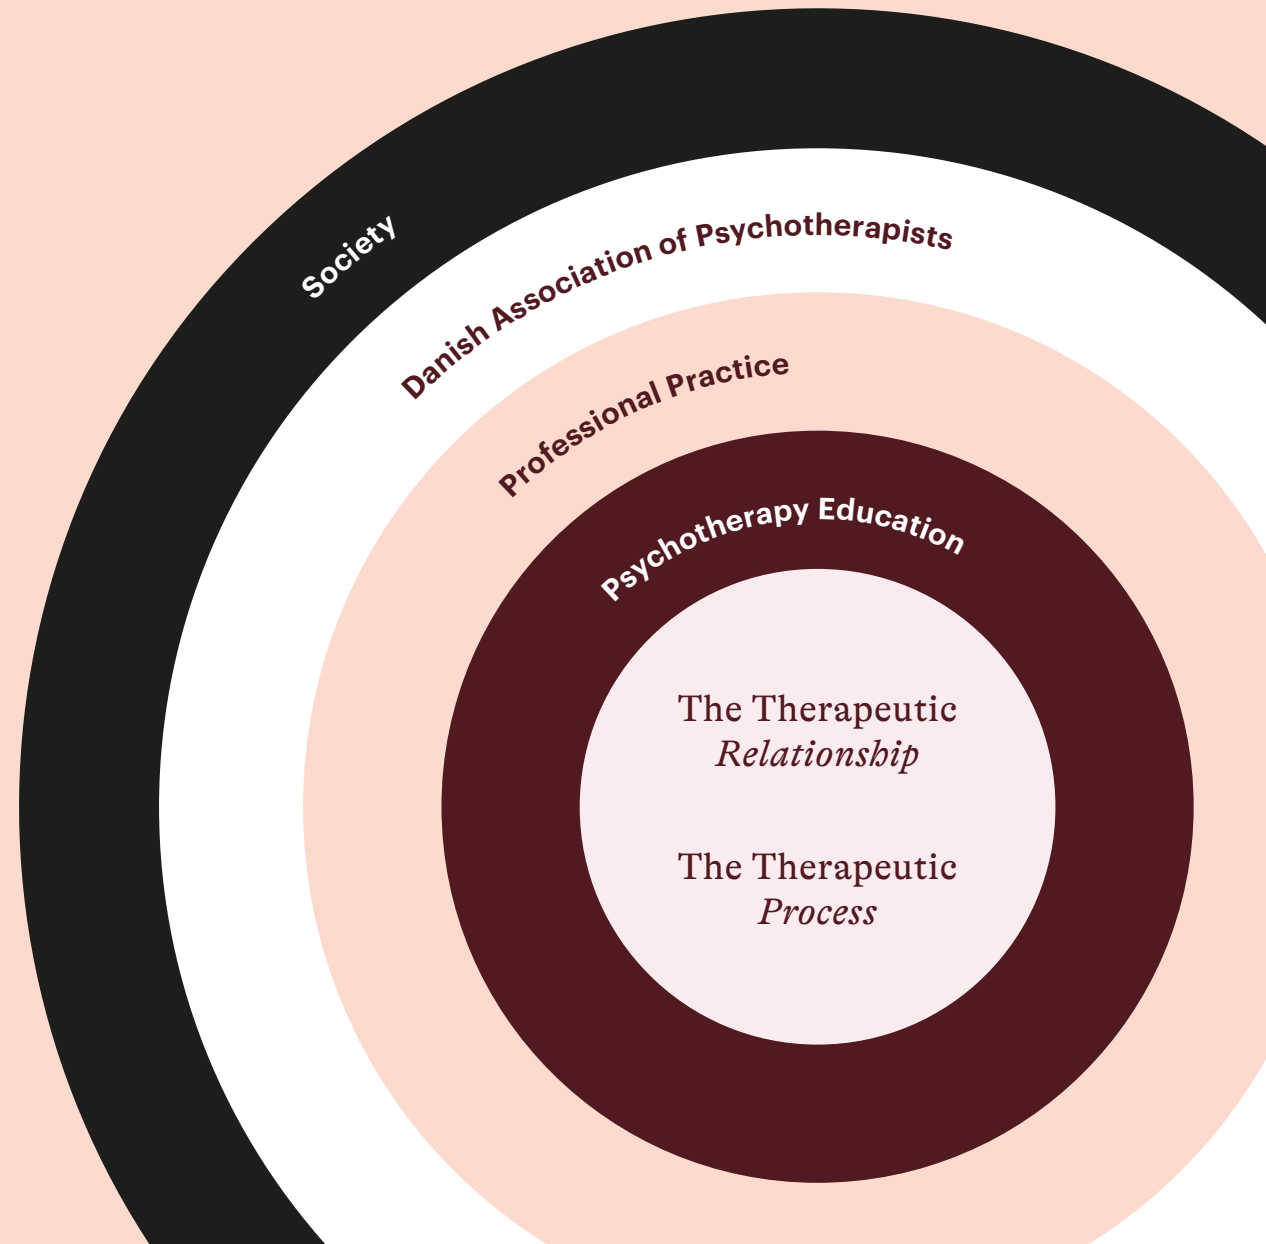 Society
Danish Association of Psychotherapists
Professional Practice
Psychotherapy Education
The Therapeutic
Relationship
The Therapeutic
Process